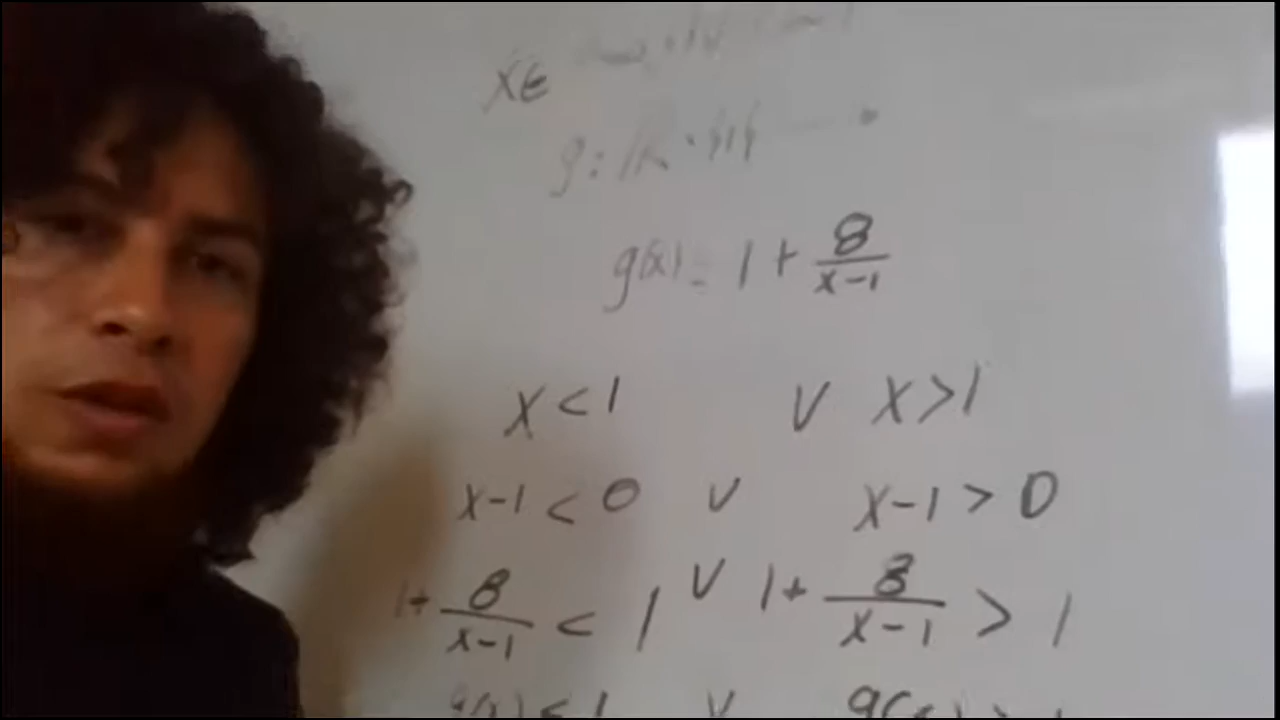 x∈
g: ℝ \ {1}
g(x) = 1 + 8/(x-1)
x < 1 ∨ x > 1
x-1 < 0 ∨ x-1 > 0
1 + 8/(x-1) < 1 ∨ 1 + 8/(x-1) > 1
g(x) < 1 ∨ g(x) > 1